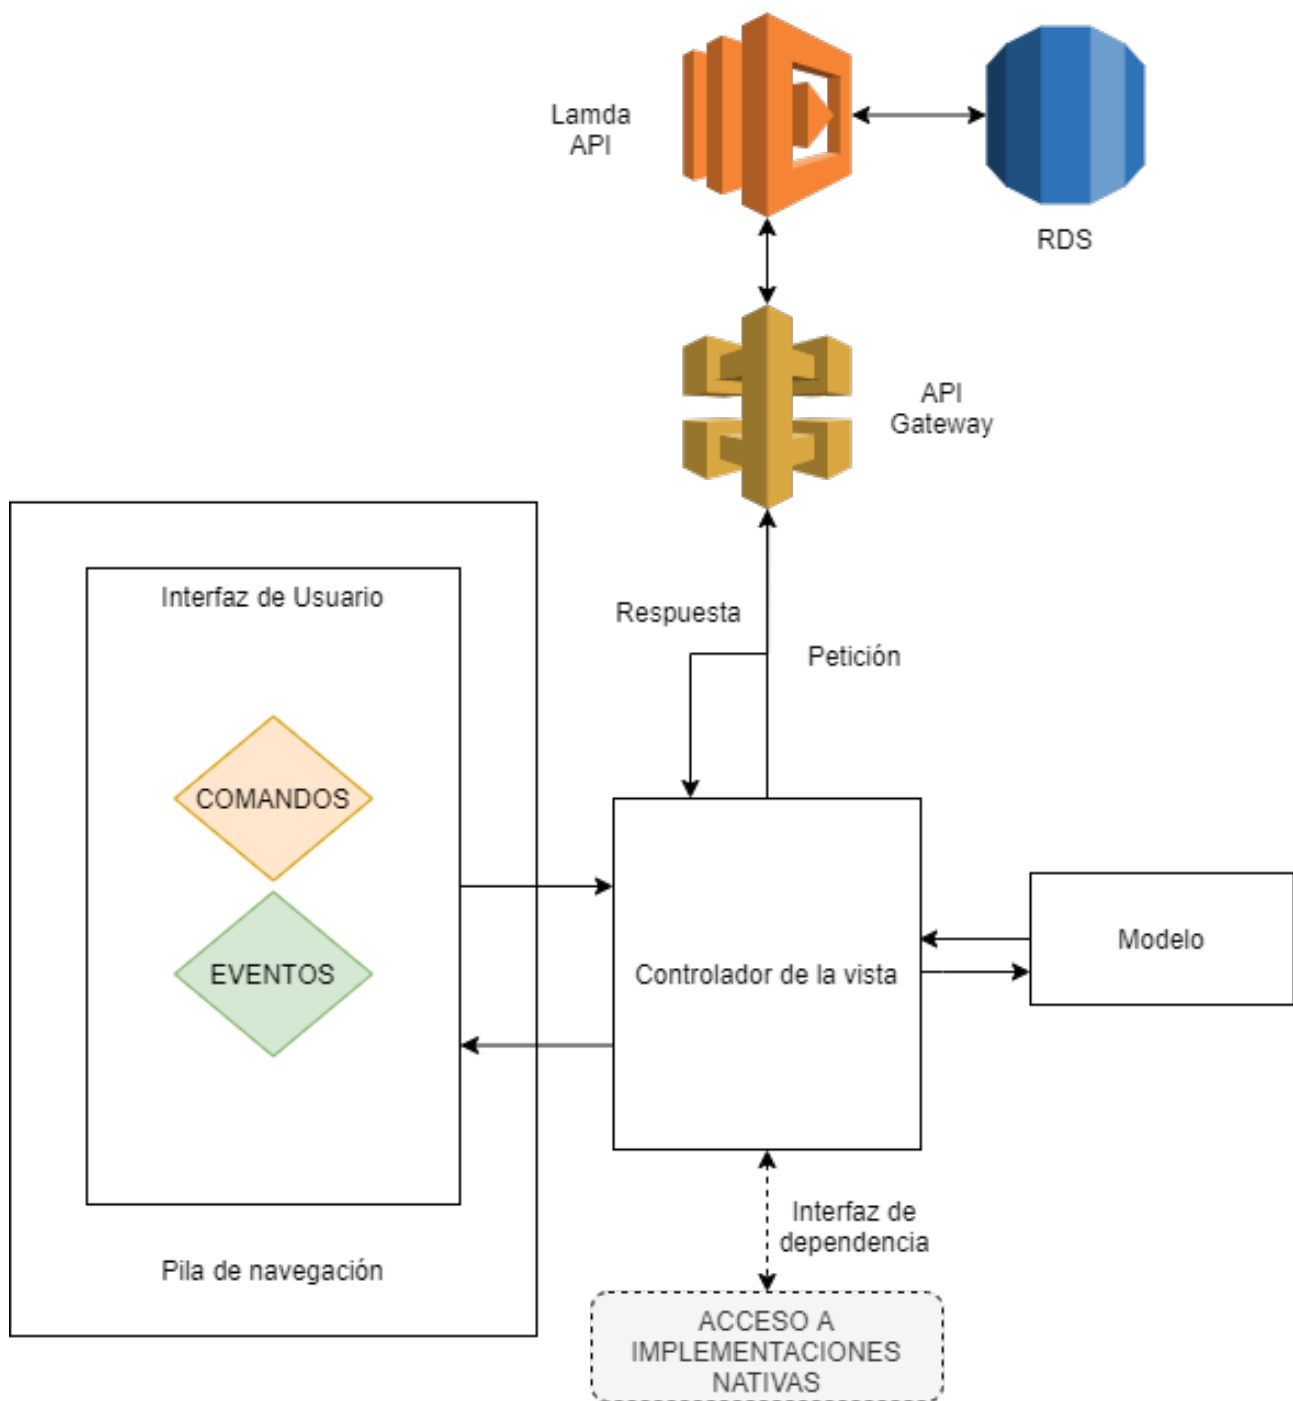 Lamda
API
RDS
API
Gateway
Interfaz de Usuario
Respuesta
Petición
COMANDOS
EVENTOS
Controlador de la vista
Modelo
Interfaz de
dependencia
Pila de navegación
ACCESO A
IMPLEMENTACIONES
NATIVAS